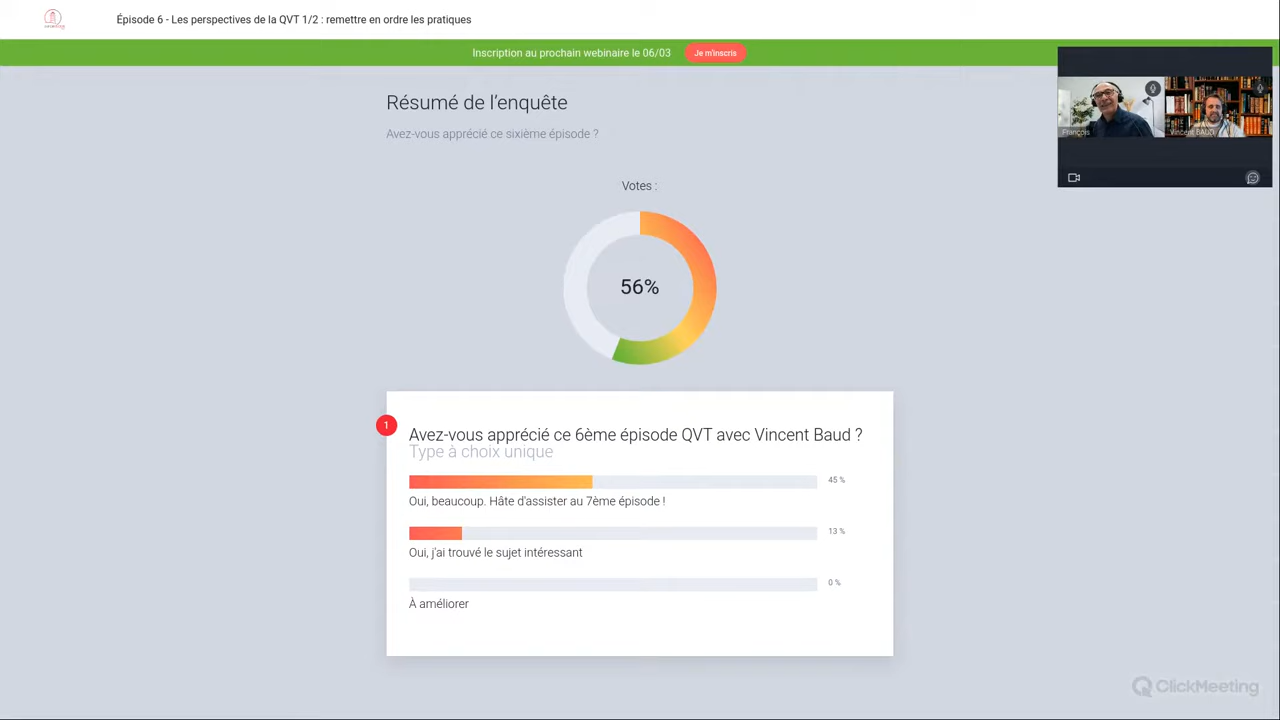 Épisode 6 - Les perspectives de la QVT 1/2 : remettre en ordre les pratiques
Inscription au prochain webinaire le 06/03
Je m'inscris
Résumé de l'enquête
Avez-vous apprécié ce sixième épisode ?
François
Vincent BAUD
Votes :
56%
1
Avez-vous apprécié ce 6ème épisode QVT avec Vincent Baud ?
Type à choix unique
45 %
Oui, beaucoup. Hâte d'assister au 7ème épisode !
13 %
Oui, j'ai trouvé le sujet intéressant
0 %
À améliorer
ClickMeeting